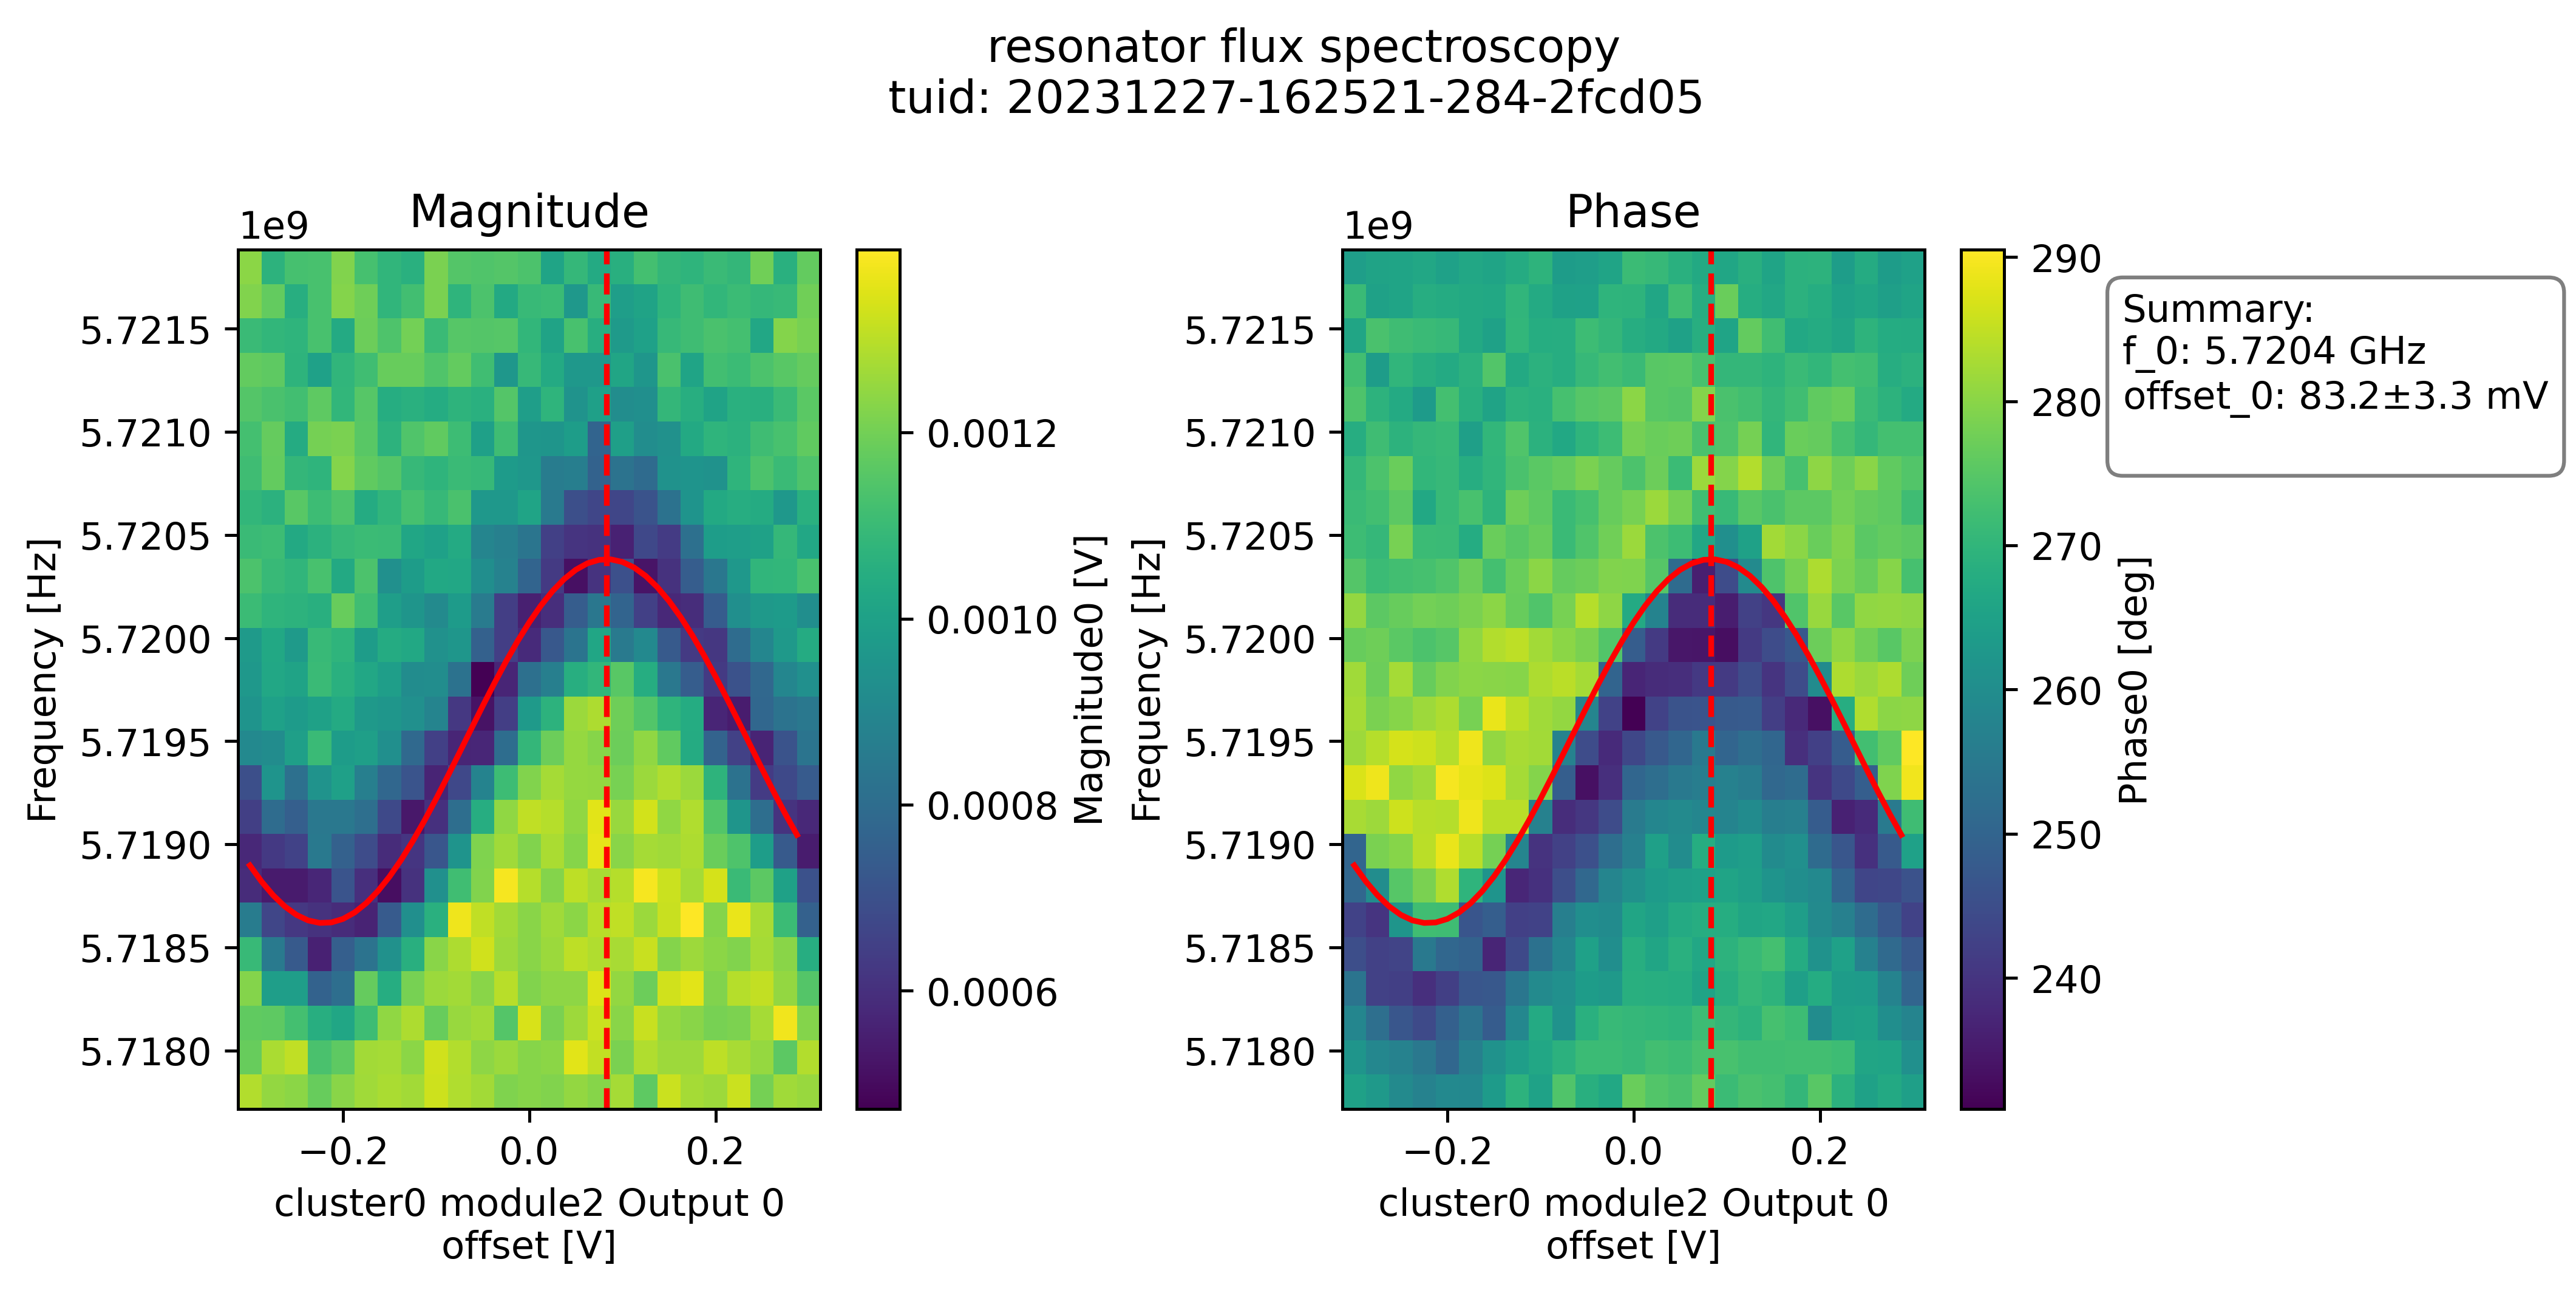 resonator flux spectroscopy
tuid: 20231227-162521-284-2fcd05
Magnitude
1e9
5.7215
5.7210
5.7205
5.7200
5.7195
5.7190
5.7185
5.7180
Frequency [Hz]
−0.2
0.0
0.2
cluster0 module2 Output 0
offset [V]
0.0012
0.0010
0.0008
0.0006
Magnitude0 [V]
Phase
1e9
5.7215
5.7210
5.7205
5.7200
5.7195
5.7190
5.7185
5.7180
Frequency [Hz]
−0.2
0.0
0.2
cluster0 module2 Output 0
offset [V]
290
280
270
260
250
240
Phase0 [deg]
Summary:
f_0: 5.7204 GHz
offset_0: 83.2±3.3 mV